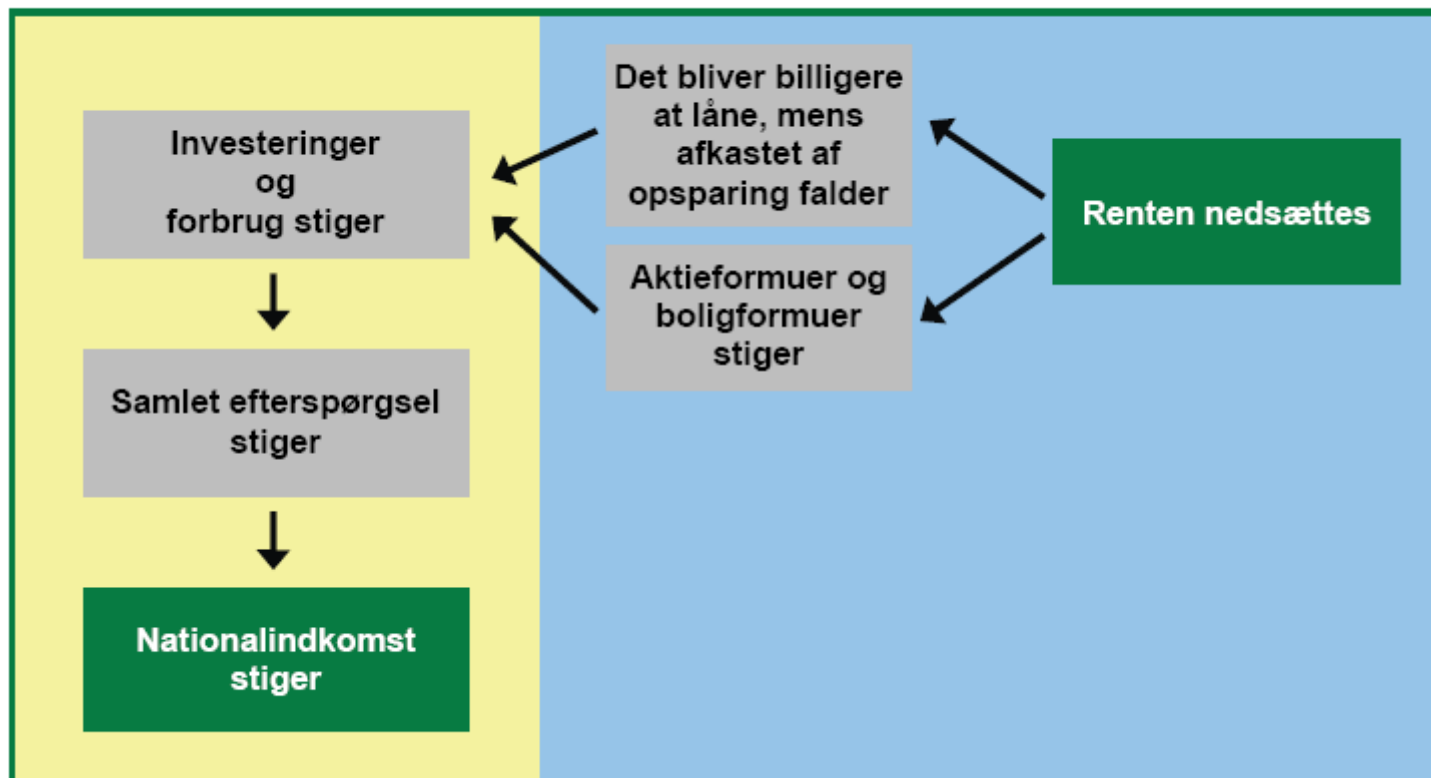 Investeringer
og
forbrug stiger
Samlet efterspørgsel
stiger
Nationalindkomst
stiger
Det bliver billigere
at låne, mens
afkastet af
opsparing falder
Aktieformuer og
boligformuer
stiger
Renten nedsættes